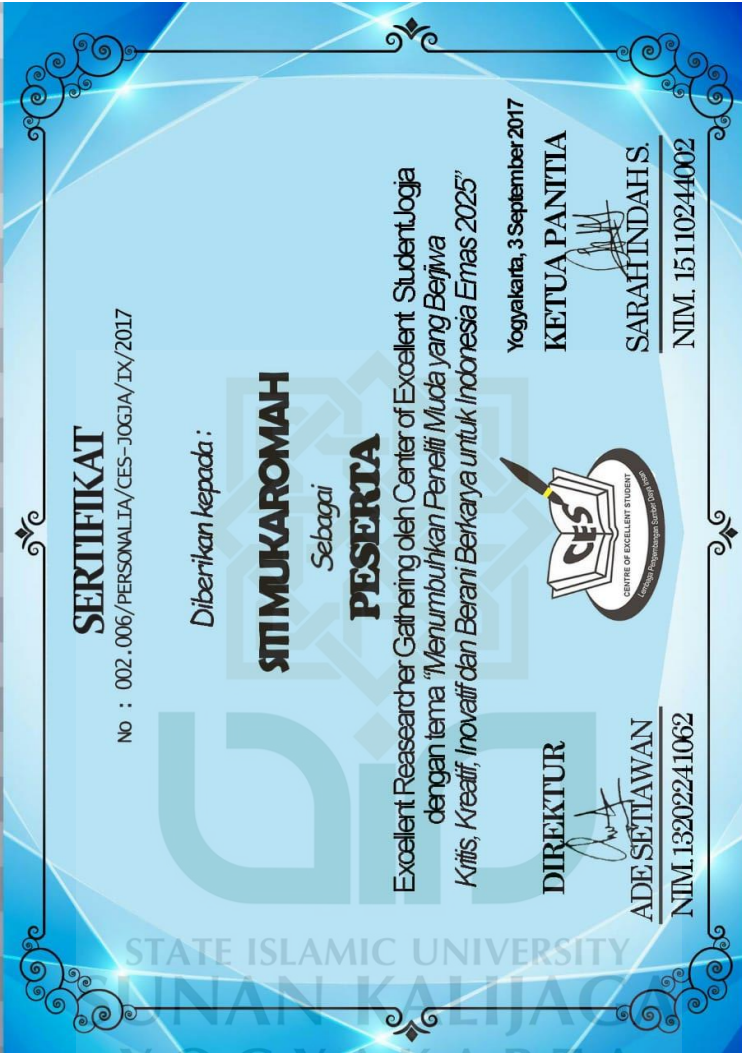 SERTIFIKAT
No : 002.006/PERSONALIA/CES-JOGJA/IX/2017
Diberikan kepada :
SITI MUKAROMAH
Sebagai
PESERTA
Excellent Reasearcher Gathering oleh Center of Excellent Student Jogja
dengan tema "Menumbuhkan Peneliti Muda yang Berjiwa
Kritis, Kreatif, Inovatif dan Berani Berkarya untuk Indonesia Emas 2025"
Yogyakarta, 3 September 2017
DIREKTUR
ADE SETIAWAN
NIM.13202241062
CES
CENTRE OF EXCELLENT STUDENT
Lembaga Pengembangan Sumber Daya Insan
KETUA PANITIA
SARAH INDAH S.
NIM. 15110244002
STATE ISLAMIC UNIVERSITY
SUNAN KALIJAGA
YOGYAKARTA